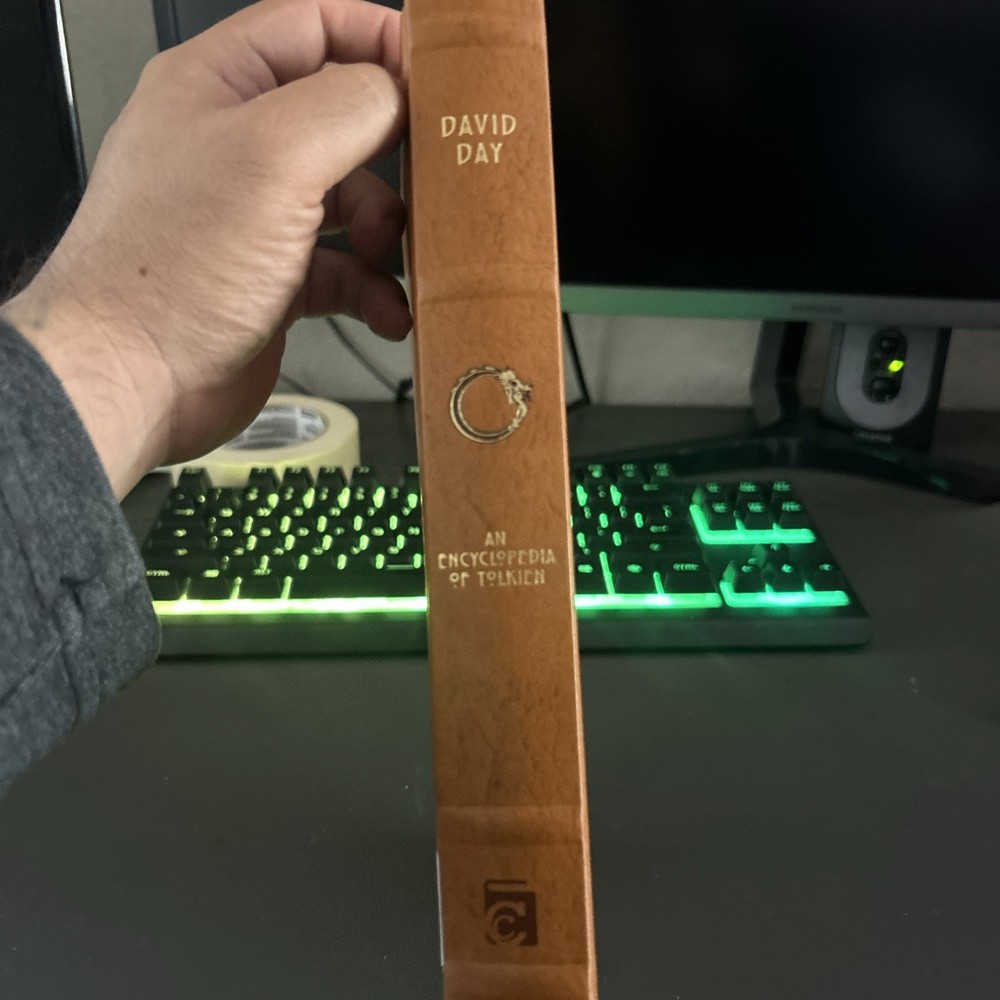 DAVID
DAY
AN
ENCYCLOPEDIA
OF TOLKIEN
C